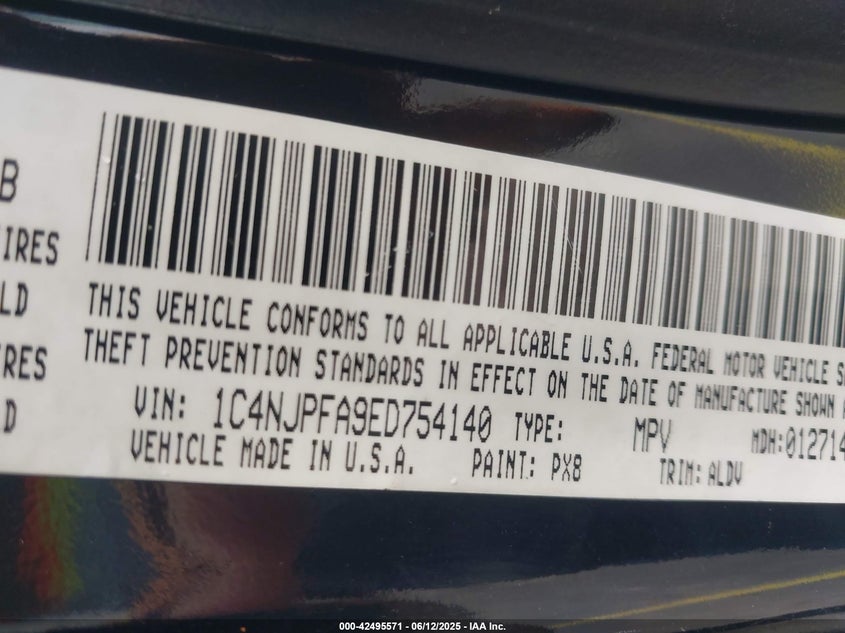 B
IRES
LD
RES
D
THIS VEHICLE CONFORMS TO ALL APPLICABLE U.S.A. FEDERAL MOTOR VEHICLE S
THEFT PREVENTION STANDARDS IN EFFECT ON THE DATE OF MANUFACTURE SHOWN
VIN: 1C4NJPFA9ED754140 TYPE: MPV MDH:012714
VEHICLE MADE IN U.S.A. PAINT: PX8 TRIM: ALDV
000-42495571 - 06/12/2025 - IAA Inc.